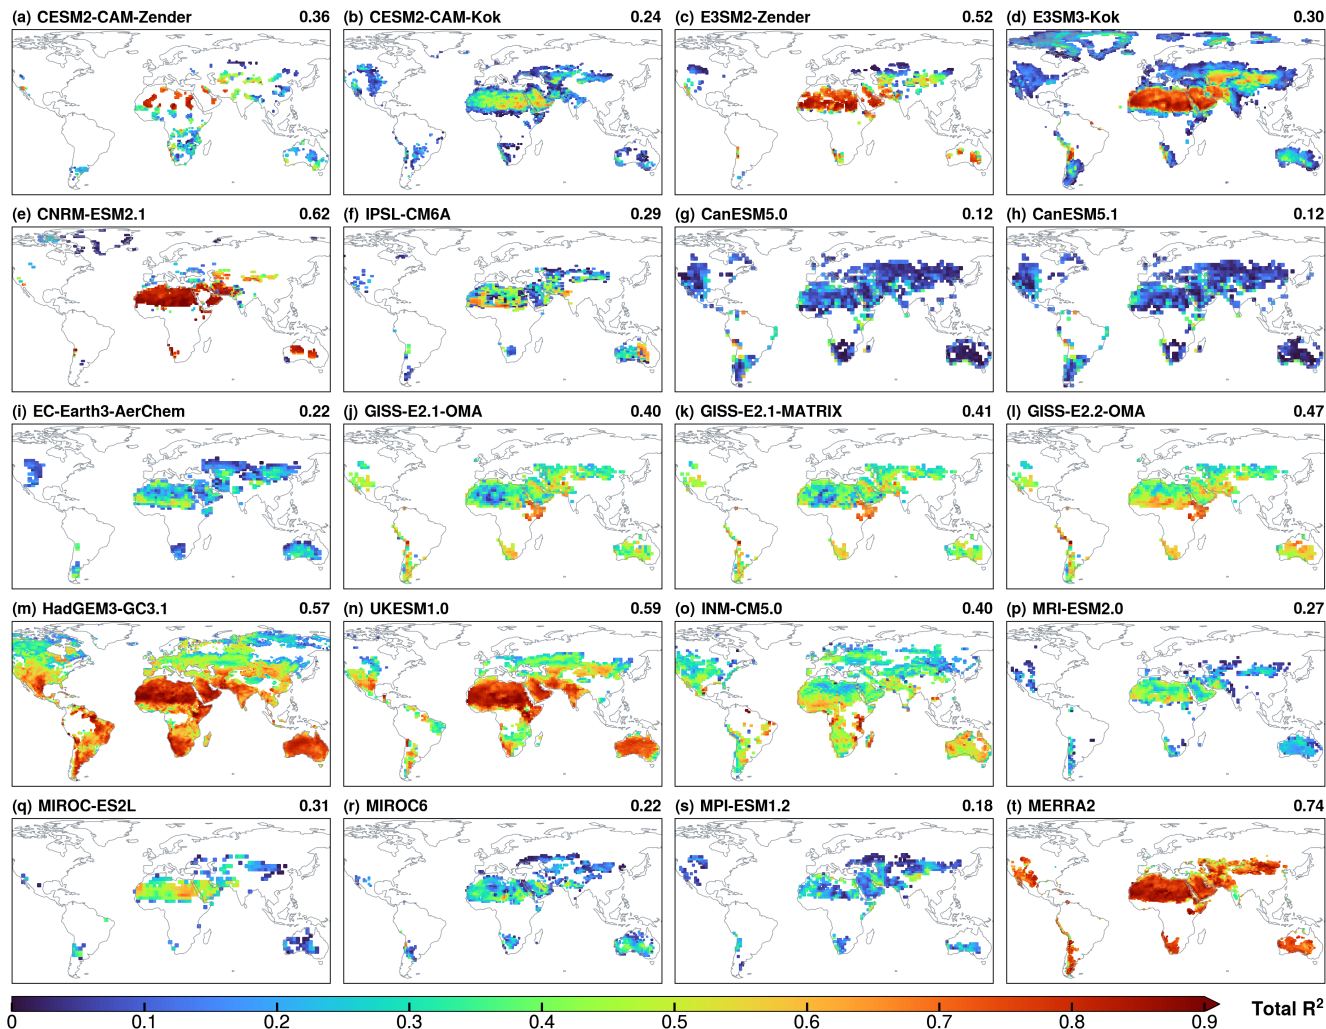 (a) CESM2-CAM-Zender 0.36
(b) CESM2-CAM-Kok 0.24
(c) E3SM2-Zender 0.52
(d) E3SM3-Kok 0.30
(e) CNRM-ESM2.1 0.62
(f) IPSL-CM6A 0.29
(g) CanESM5.0 0.12
(h) CanESM5.1 0.12
(i) EC-Earth3-AerChem 0.22
(j) GISS-E2.1-OMA 0.40
(k) GISS-E2.1-MATRIX 0.41
(l) GISS-E2.2-OMA 0.47
(m) HadGEM3-GC3.1 0.57
(n) UKESM1.0 0.59
(o) INM-CM5.0 0.40
(p) MRI-ESM2.0 0.27
(q) MIROC-ES2L 0.31
(r) MIROC6 0.22
(s) MPI-ESM1.2 0.18
(t) MERRA2 0.74
0 0.1 0.2 0.3 0.4 0.5 0.6 0.7 0.8 0.9 Total R²